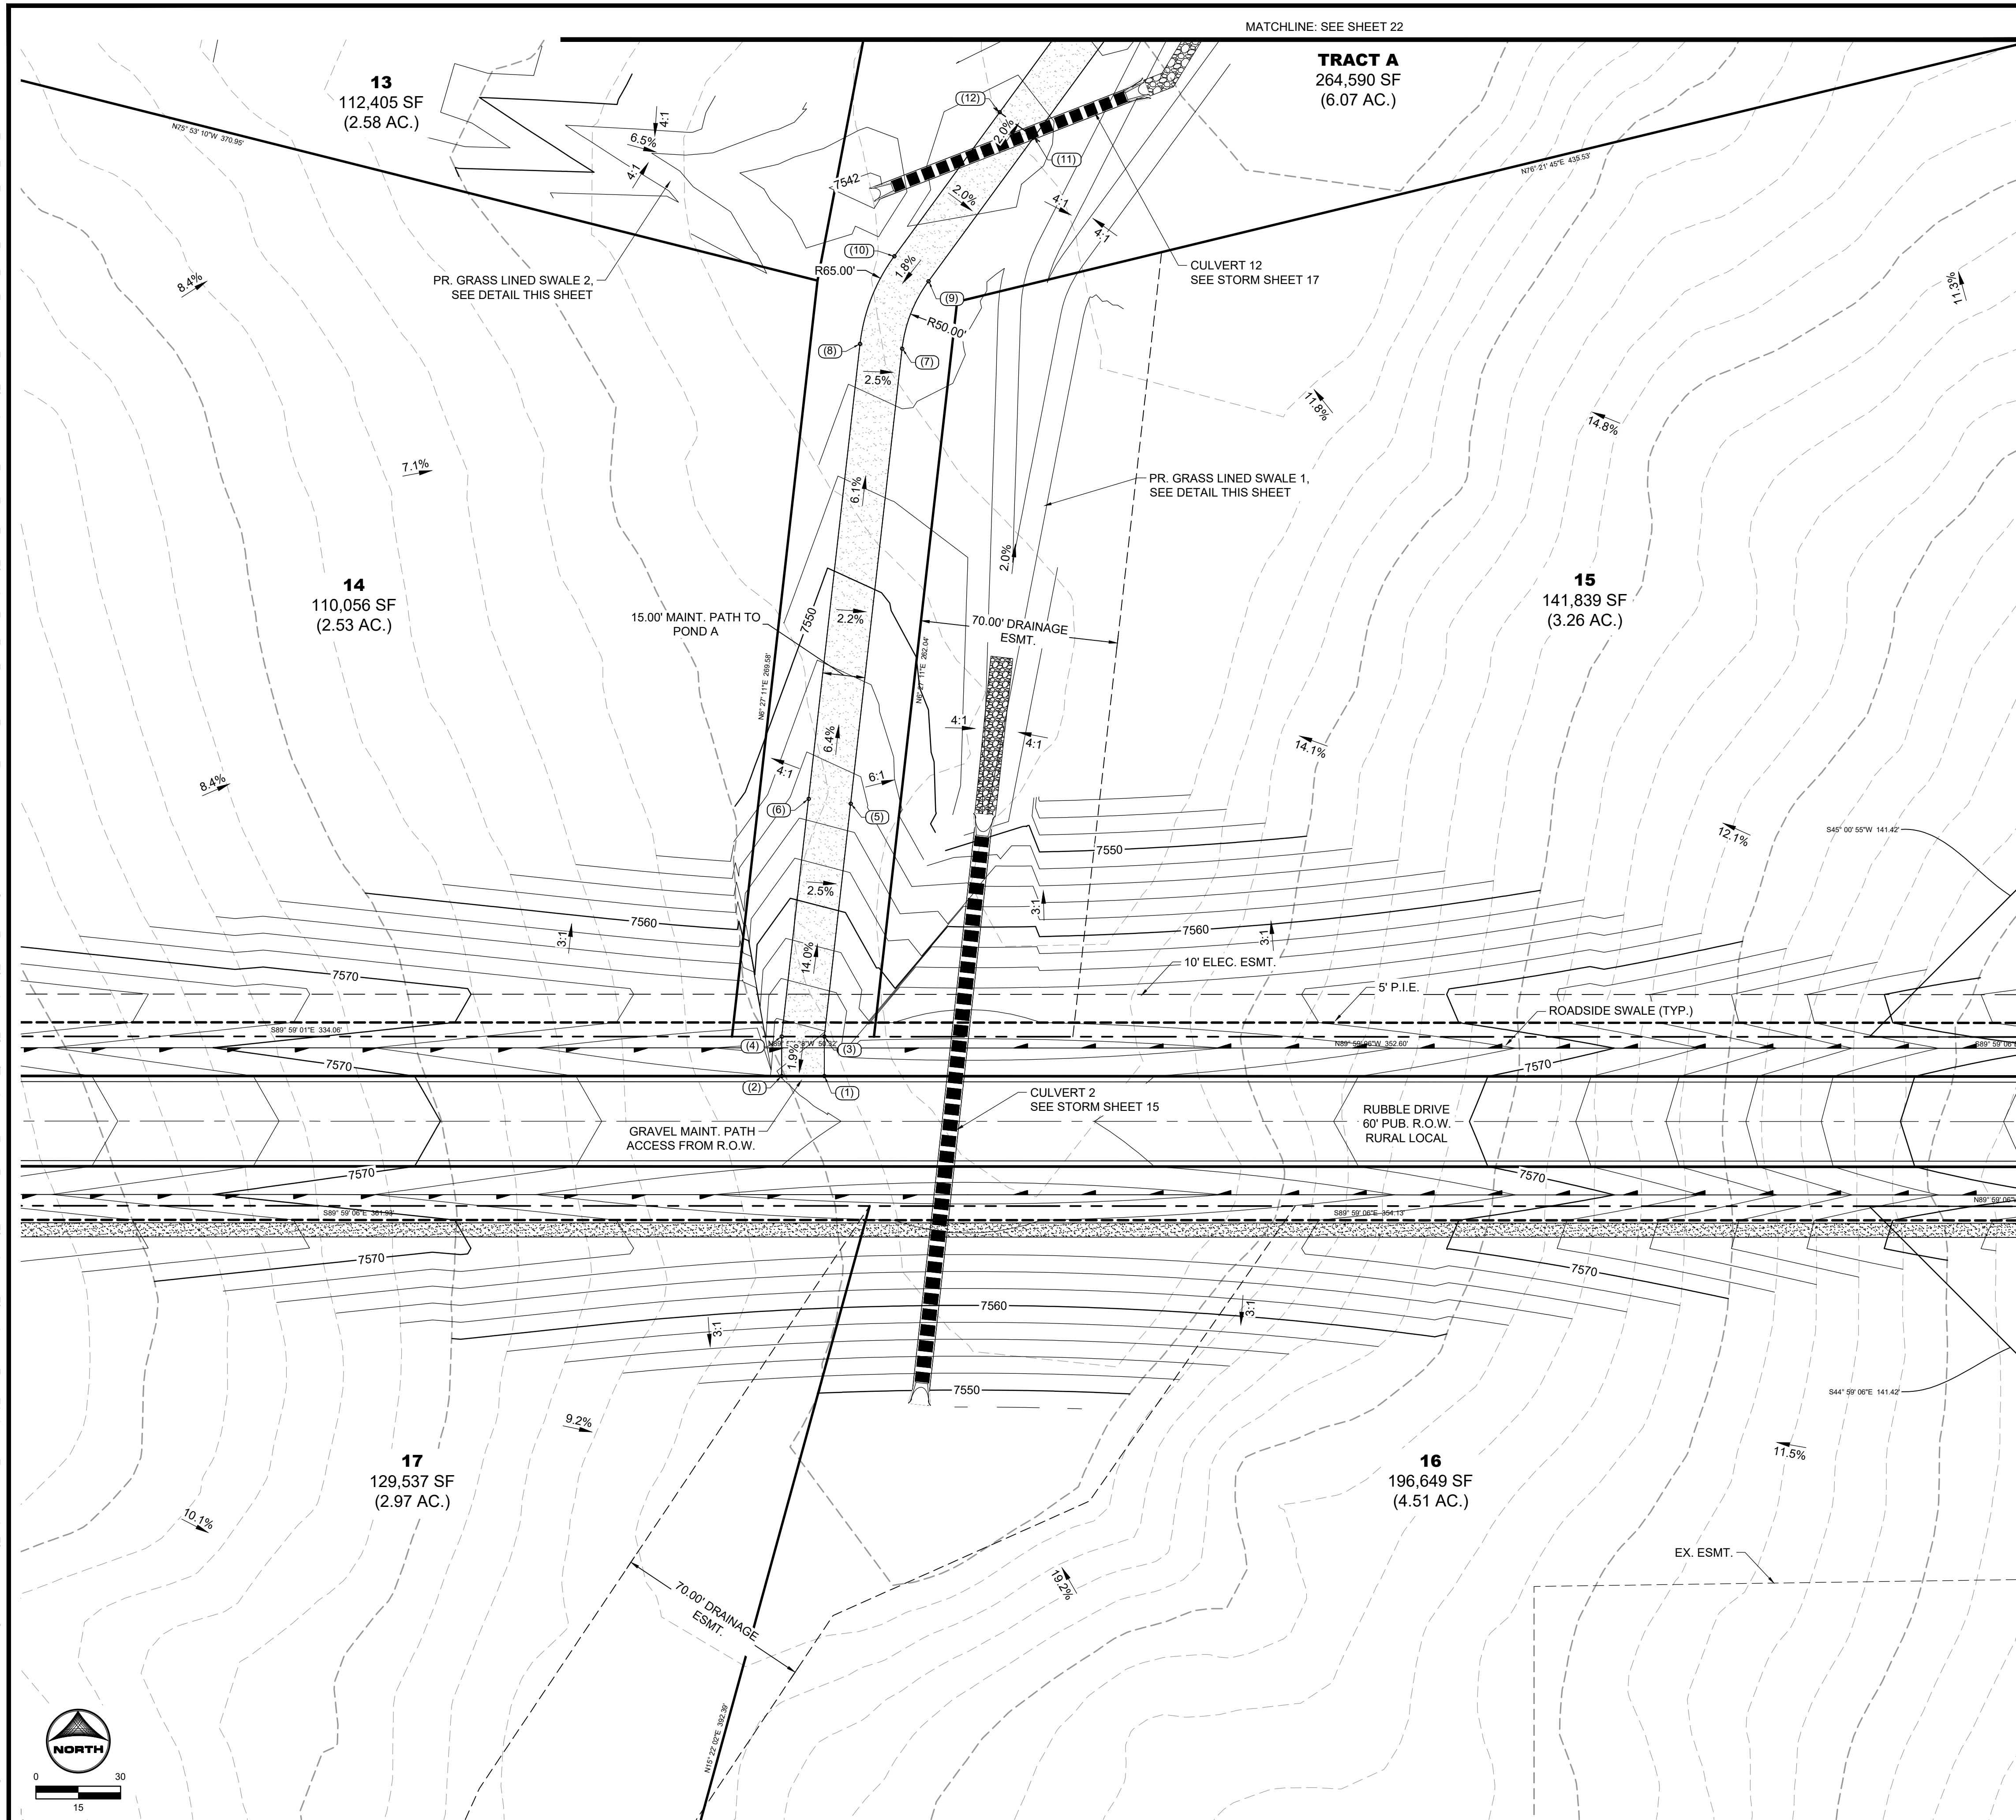 MATCHLINE: SEE SHEET 22
13
112,405 SF
(2.58 AC.)
TRACT A
264,590 SF
(6.07 AC.)
N75° 53' 10"W 370.95'
N76° 21' 45"E 435.53'
4:1
6.5%
4:1
(12)
2.0%
(11)
7542
2.0%
4:1
4:1
(10)
R65.00'
1.8%
(9)
CULVERT 12
SEE STORM SHEET 17
PR. GRASS LINED SWALE 2,
SEE DETAIL THIS SHEET
8.4%
11.3%
R50.00'
(8)
(7)
2.5%
11.8%
14.8%
7.1%
6.1%
PR. GRASS LINED SWALE 1,
SEE DETAIL THIS SHEET
2.0%
14
110,056 SF
(2.53 AC.)
15
141,839 SF
(3.26 AC.)
15.00' MAINT. PATH TO
POND A
7550
2.2%
70.00' DRAINAGE
ESMT.
N6° 27' 11"E 269.58'
N6° 27' 11"E 262.04'
6.4%
4:1
4:1
4:1
6:1
14.1%
8.4%
(6)
(5)
12.1%
S45° 00' 55"W 141.42'
7550
2.5%
3:1
7560
3:1
7560
3:1
14.0%
10' ELEC. ESMT.
7570
5' P.I.E.
ROADSIDE SWALE (TYP.)
S89° 59' 01"E 334.06'
(4)
1.9%
(3)
N89° 59' 06"W 352.60'
7570
7570
(2)
(1)
CULVERT 2
SEE STORM SHEET 15
RUBBLE DRIVE
60' PUB. R.O.W.
RURAL LOCAL
GRAVEL MAINT. PATH
ACCESS FROM R.O.W.
7570
7570
S89° 59' 06"E 361.93'
S89° 59' 06"E 354.13'
7570
7570
7560
3:1
3:1
7550
S44° 59' 06"E 141.42'
9.2%
11.5%
17
129,537 SF
(2.97 AC.)
16
196,649 SF
(4.51 AC.)
10.1%
EX. ESMT.
19.2%
70.00' DRAINAGE
ESMT.
N15° 22' 02"E 392.39'
NORTH
0 30
15